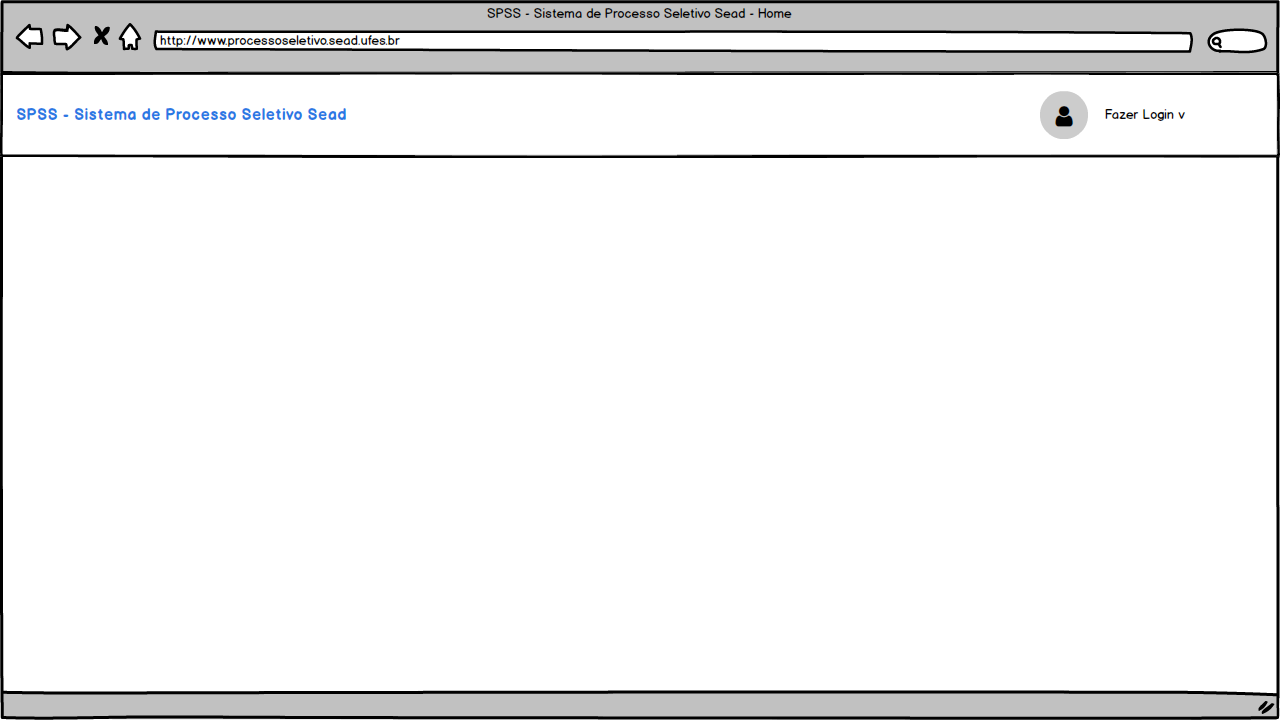 SPSS - Sistema de Processo Seletivo Sead - Home
http://www.processoseletivo.sead.ufes.br
SPSS - Sistema de Processo Seletivo Sead
Fazer Login v